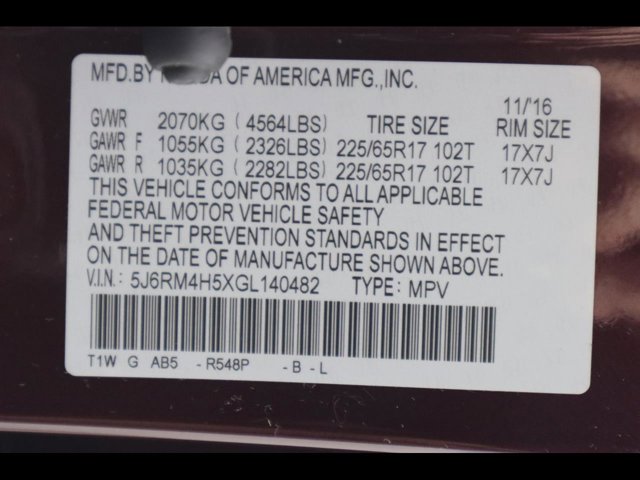 MFD.BY OF AMERICA MFG.,INC.
11/'16
GVWR 2070KG ( 4564LBS) TIRE SIZE RIM SIZE
GAWR F 1055KG ( 2326LBS) 225/65R17 102T 17X7J
GAWR R 1035KG ( 2282LBS) 225/65R17 102T 17X7J
THIS VEHICLE CONFORMS TO ALL APPLICABLE
FEDERAL MOTOR VEHICLE SAFETY
AND THEFT PREVENTION STANDARDS IN EFFECT
ON THE DATE OF MANUFACTURE SHOWN ABOVE.
V.I.N.: 5J6RM4H5XGL140482 TYPE: MPV
T1W G AB5 - R548P - B - L